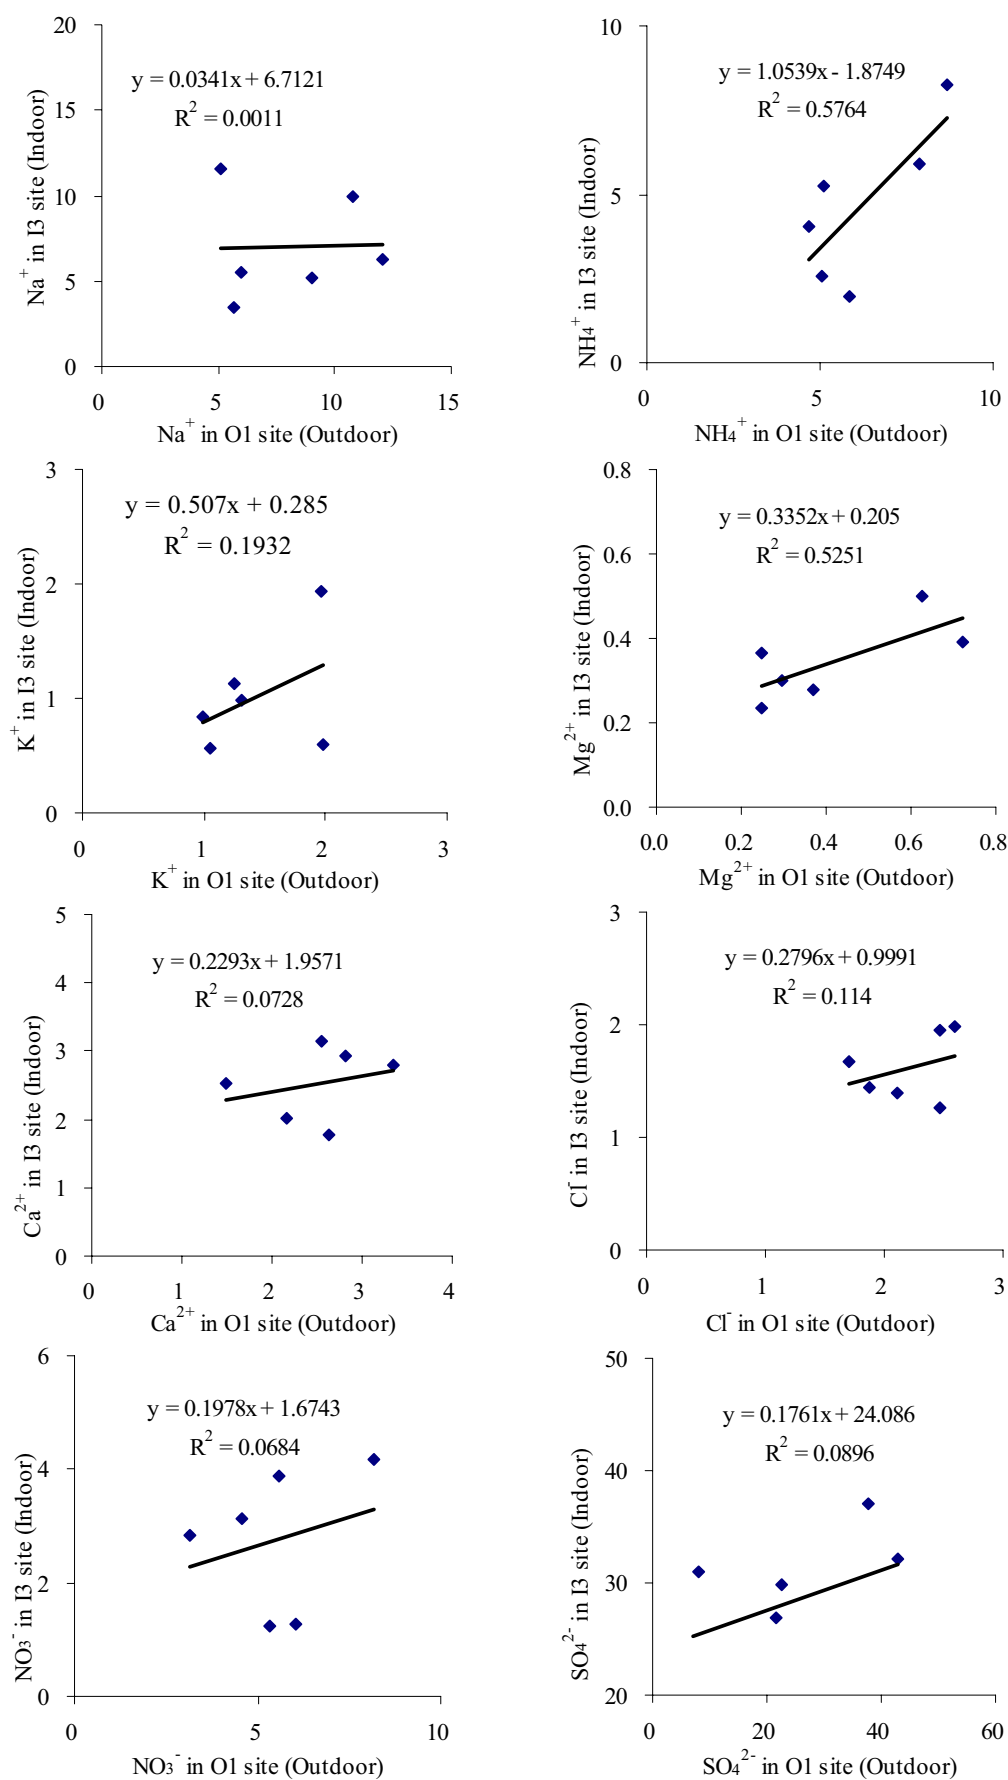 20
15
10
5
0
0 5 10 15
y = 0.0341x + 6.7121
R² = 0.0011
Na⁺ in I3 site (Indoor)
Na⁺ in O1 site (Outdoor)
10
5
0
0 5 10
y = 1.0539x - 1.8749
R² = 0.5764
NH₄⁺ in I3 site (Indoor)
NH₄⁺ in O1 site (Outdoor)
3
2
1
0
0 1 2 3
y = 0.507x + 0.285
R² = 0.1932
K⁺ in I3 site (Indoor)
K⁺ in O1 site (Outdoor)
0.8
0.6
0.4
0.2
0.0
0.0 0.2 0.4 0.6 0.8
y = 0.3352x + 0.205
R² = 0.5251
Mg²⁺ in I3 site (Indoor)
Mg²⁺ in O1 site (Outdoor)
5
4
3
2
1
0
0 1 2 3 4
y = 0.2293x + 1.9571
R² = 0.0728
Ca²⁺ in I3 site (Indoor)
Ca²⁺ in O1 site (Outdoor)
3
2
1
0
0 1 2 3
y = 0.2796x + 0.9991
R² = 0.114
Cl⁻ in I3 site (Indoor)
Cl⁻ in O1 site (Outdoor)
6
4
2
0
0 5 10
y = 0.1978x + 1.6743
R² = 0.0684
NO₃⁻ in I3 site (Indoor)
NO₃⁻ in O1 site (Outdoor)
50
40
30
20
0 20 40 60
y = 0.1761x + 24.086
R² = 0.0896
SO₄²⁻ in I3 site (Indoor)
SO₄²⁻ in O1 site (Outdoor)